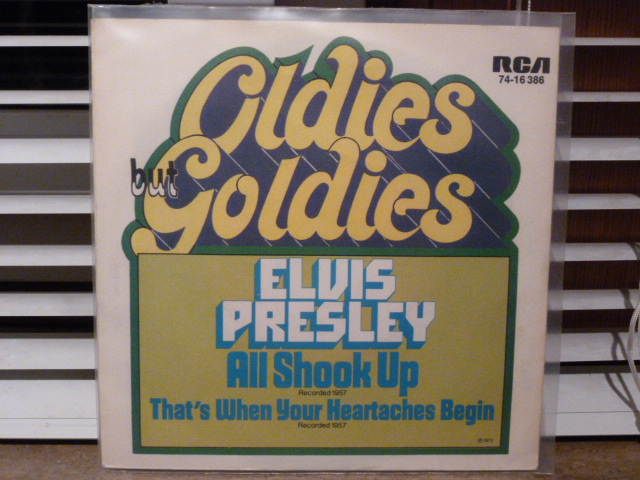 RCA
74-16 386
Oldies
but
Goldies
ELVIS
PRESLEY
All Shook Up
Recorded 1957
That's When Your Heartaches Begin
Recorded 1957